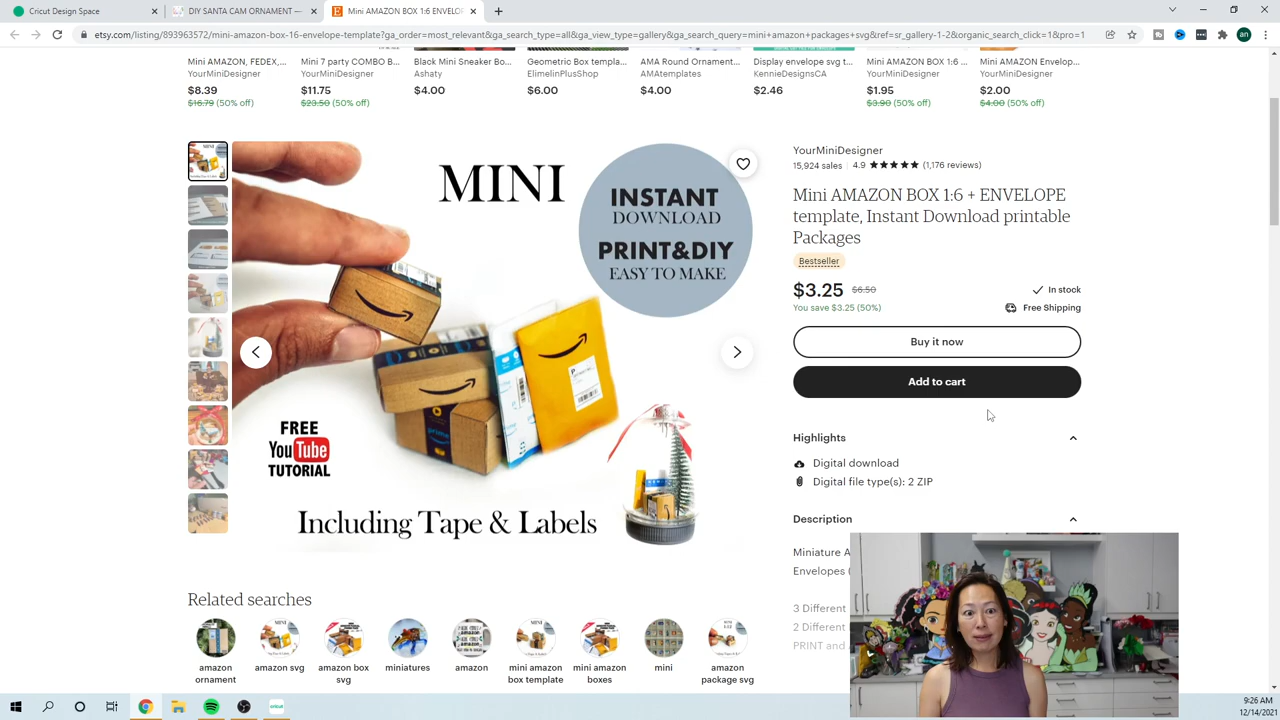 Cricut Design Space
DIY SANTA CAM ORNAMENT —
Mini AMAZON BOX 1:6 ENVELOP
etsy.com/listing/893963572/mini-amazon-box-16-envelope-template?ga_order=most_relevant&ga_search_type=all&ga_view_type=gallery&ga_search_query=mini+amazon+packages+svg&ref=sr_gallery-1-2&organic_search_click=1&pro=1
an
Mini AMAZON, FEDEX,...
Mini 7 party COMBO B...
Black Mini Sneaker Bo...
Geometric Box templa...
AMA Round Ornament...
Display envelope svg t...
Mini AMAZON BOX 1:6 ...
Mini AMAZON Envelop...
YourMiniDesigner
YourMiniDesigner
Ashaty
ElimelinPlusShop
AMAtemplates
KennieDesignsCA
YourMiniDesigner
YourMiniDesigner
$8.39
$11.75
$4.00
$6.00
$4.00
$2.46
$1.95
$2.00
$16.79 (50% off)
$23.50 (50% off)
$3.90 (50% off)
$4.00 (50% off)
MINI
INSTANT
DOWNLOAD
PRINT&DIY
EASY TO MAKE
prime
FREE
YouTube
TUTORIAL
Including Tape & Labels
YourMiniDesigner
15,924 sales
4.9 ★★★★★ (1,176 reviews)
Mini AMAZON BOX 1:6 + ENVELOPE
template, Instant Download printable
Packages
Bestseller
$3.25 $6.50
In stock
You save $3.25 (50%)
Free Shipping
Buy it now
Add to cart
Highlights
Digital download
Digital file type(s): 2 ZIP
Description
Miniature A
Envelopes (
3 Different
2 Different
PRINT and
Related searches
amazon
ornament
amazon svg
amazon box
svg
miniatures
amazon
mini amazon
box template
mini amazon
boxes
mini
amazon
package svg
9:26 AM
12/14/2021